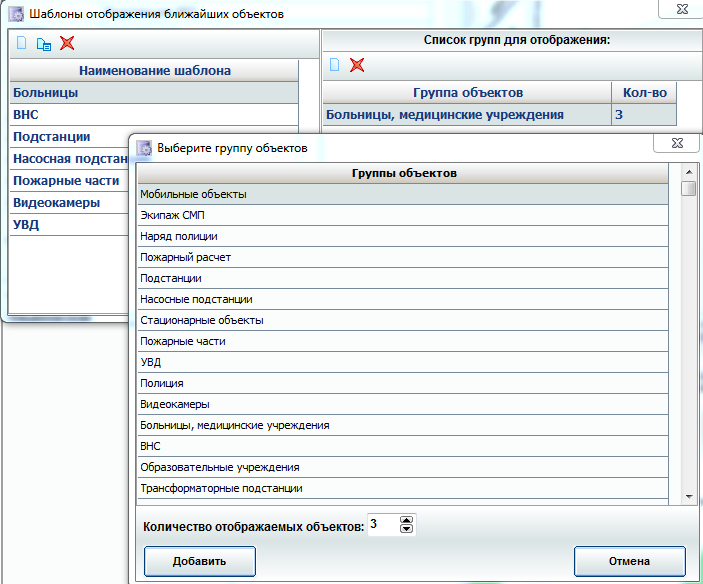 Шаблоны отображения ближайших объектов
Список групп для отображения:
Наименование шаблона
Группа объектов Кол-во
Больницы
Больницы, медицинские учреждения 3
ВНС
Подстанции
Насосная подстан
Пожарные части
Видеокамеры
УВД
Выберите группу объектов
Группы объектов
Мобильные объекты
Экипаж СМП
Наряд полиции
Пожарный расчет
Подстанции
Насосные подстанции
Стационарные объекты
Пожарные части
УВД
Полиция
Видеокамеры
Больницы, медицинские учреждения
ВНС
Образовательные учреждения
Трансформаторные подстанции
Количество отображаемых объектов: 3
Добавить Отмена